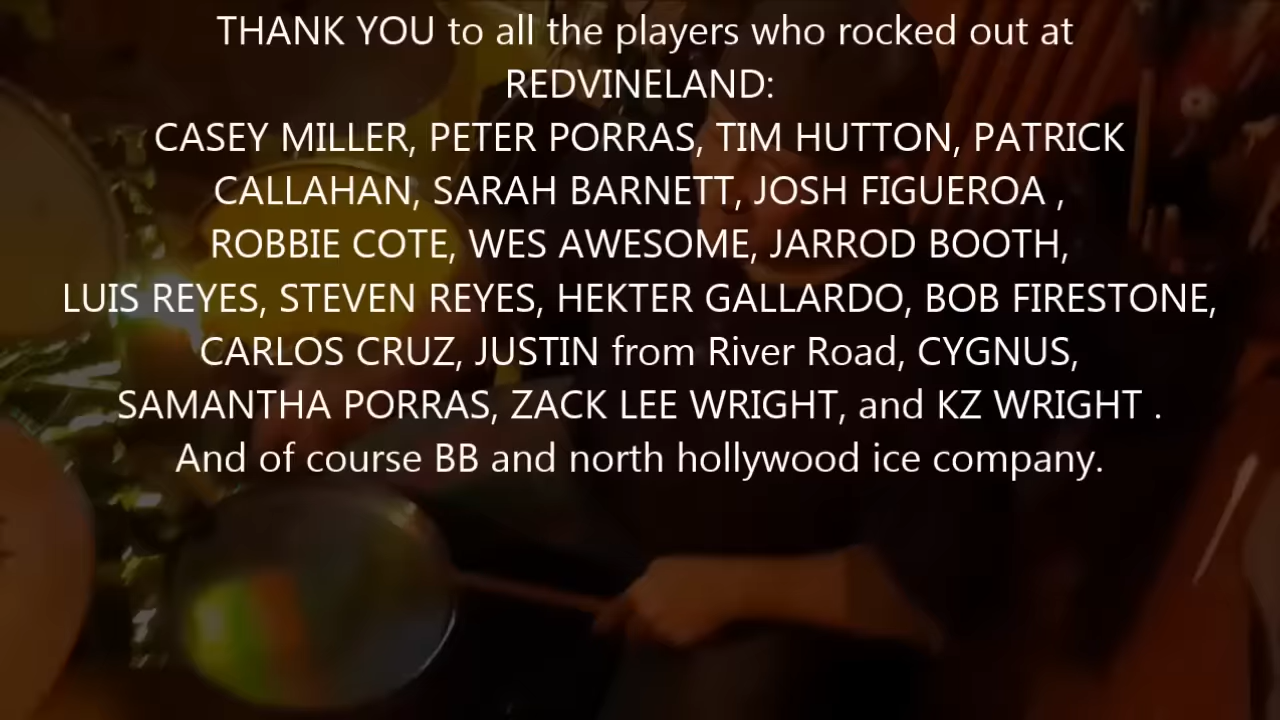 THANK YOU to all the players who rocked out at
REDVINELAND:
CASEY MILLER, PETER PORRAS, TIM HUTTON, PATRICK
CALLAHAN, SARAH BARNETT, JOSH FIGUEROA ,
ROBBIE COTE, WES AWESOME, JARROD BOOTH,
LUIS REYES, STEVEN REYES, HEKTER GALLARDO, BOB FIRESTONE,
CARLOS CRUZ, JUSTIN from River Road, CYGNUS,
SAMANTHA PORRAS, ZACK LEE WRIGHT, and KZ WRIGHT .
And of course BB and north hollywood ice company.